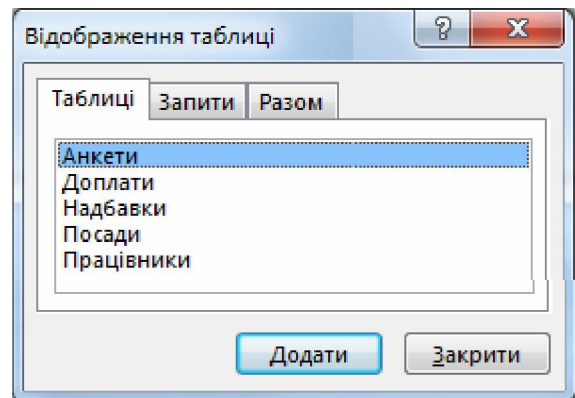 Відображення таблиці
Таблиці Запити Разом
Анкети
Доплати
Надбавки
Посади
Працівники
Додати Закрити